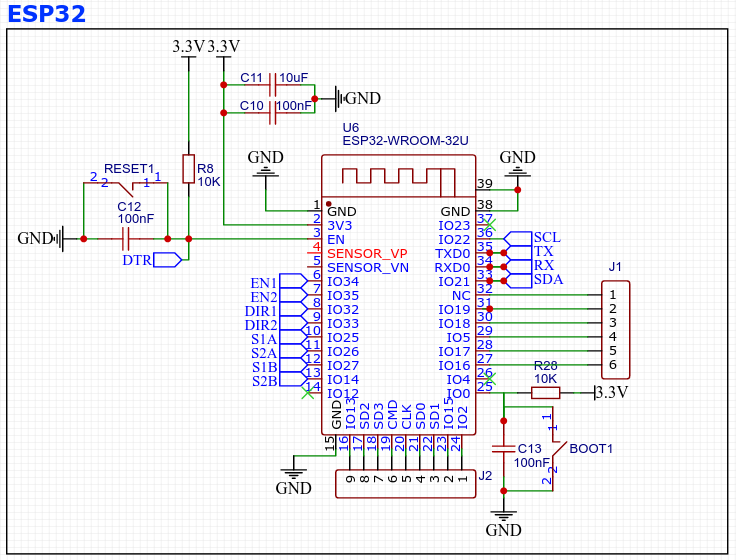 ESP32
3.3V 3.3V
C11 10uF
C10 100nF
GND
U6
ESP32-WROOM-32U
GND
GND
RESET1
2 2 1 1
R8
10K
C12
100nF
GND
DTR
1 GND
2 3V3
3 EN
4 SENSOR_VP
5 SENSOR_VN
EN1 6 IO34
EN2 7 IO35
DIR1 8 IO32
DIR2 9 IO33
S1A 10 IO25
S2A 11 IO26
S1B 12 IO27
S2B 13 IO14
14 IO12
39
GND 38
IO23 37
IO22 36 SCL
TXD0 35 TX
RXD0 34 RX
IO21 33 SDA
NC 32
IO19 31
IO18 30
IO5 29
IO17 28
IO16 27
IO4 26
IO0 25
J1
1
2
3
4
5
6
R28
10K
3.3V
GND IO13 SD2 SD3 CMD CLK SD0 SD1 IO15 IO2
15 16 17 18 19 20 21 22 23 24
9 8 7 6 5 4 3 2 1
J2
GND
C13
100nF
1 1
2 2
BOOT1
GND